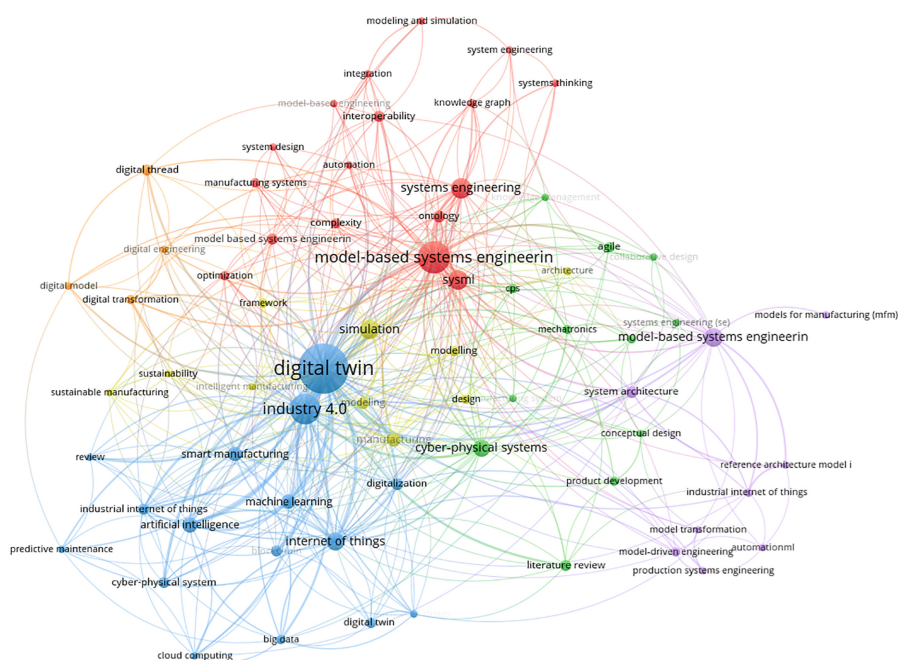 modeling and simulation
system engineering
integration
systems thinking
model-based engineering
knowledge graph
interoperability
system design
automation
digital thread
manufacturing systems
systems engineering
knowledge management
ontology
complexity
model based systems engineerin
digital engineering
agile
collaborative design
model-based systems engineerin
architecture
optimization
sysml
digital model
cps
digital transformation
framework
models for manufacturing (mfm)
systems engineering (se)
simulation
mechatronics
model-based systems engineerin
modelling
digital twin
sustainability
intelligent manufacturing
sustainable manufacturing
system architecture
design
modeling
industry 4.0
conceptual design
manufacturing
cyber-physical systems
smart manufacturing
review
reference architecture model i
digitalization
product development
industrial internet of things
machine learning
industrial internet of things
artificial intelligence
model transformation
internet of things
predictive maintenance
automationml
model-driven engineering
literature review
production systems engineering
cyber-physical system
digital twin
big data
cloud computing